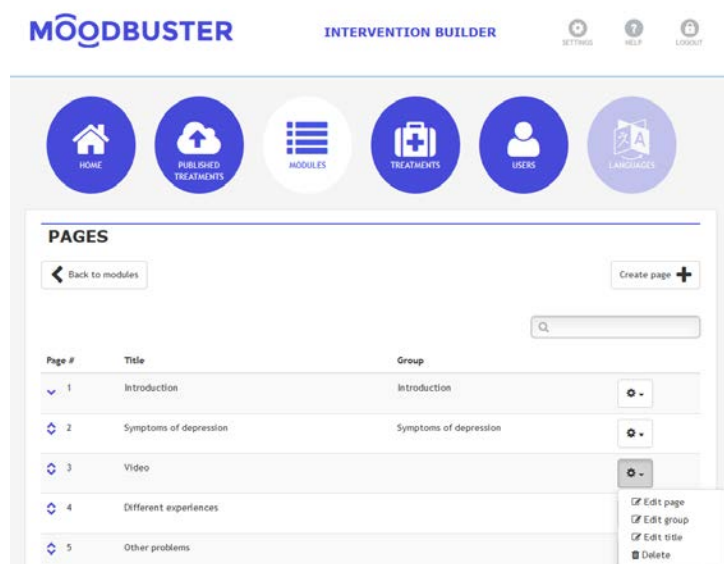 MOODBUSTER
INTERVENTION BUILDER
SETTINGS
HELP
LOGOUT
HOME
PUBLISHED
TREATMENTS
MODULES
TREATMENTS
USERS
LANGUAGES
PAGES
Back to modules
Create page
Page # Title Group
1 Introduction Introduction
2 Symptoms of depression Symptoms of depression
3 Video
4 Different experiences
5 Other problems
Edit page
Edit group
Edit title
Delete